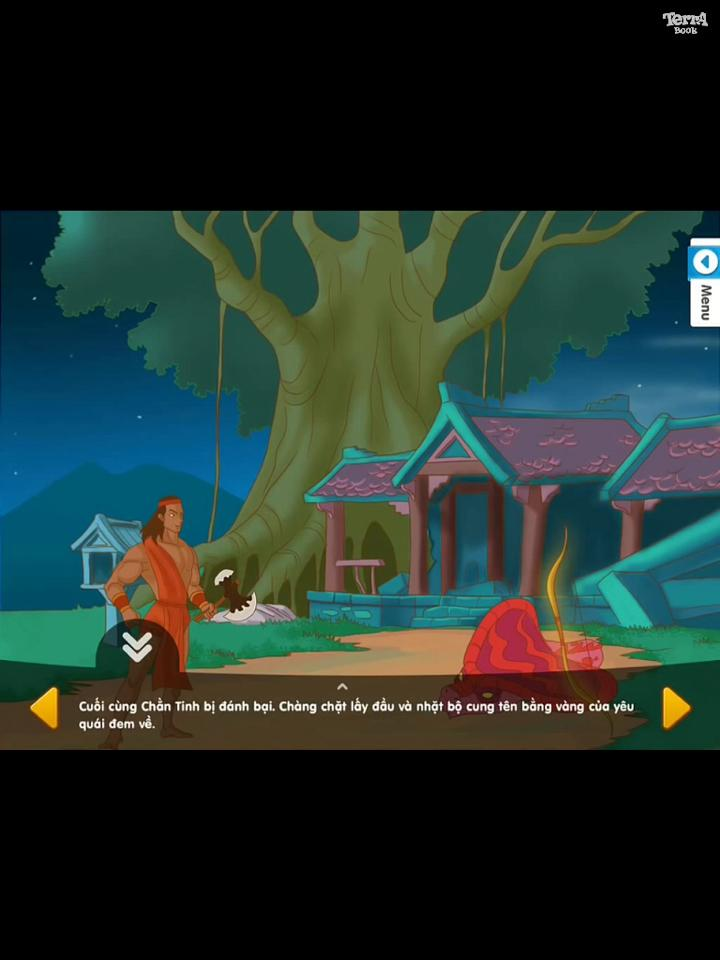 TerrA
Book
Menu
Cuối cùng Chằn Tinh bị đánh bại. Chàng chặt lấy đầu và nhặt bộ cung tên bằng vàng của yêu
quái đem về.